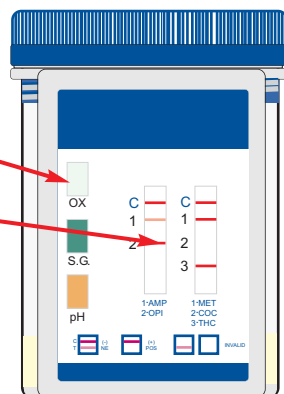 OX
S.G.
pH
C
1
2
1-AMP
2-OPI
C
1
2
3
1-MET
2-COC
3-THC
C
T
(-)
NE
(+)
POS
INVALID